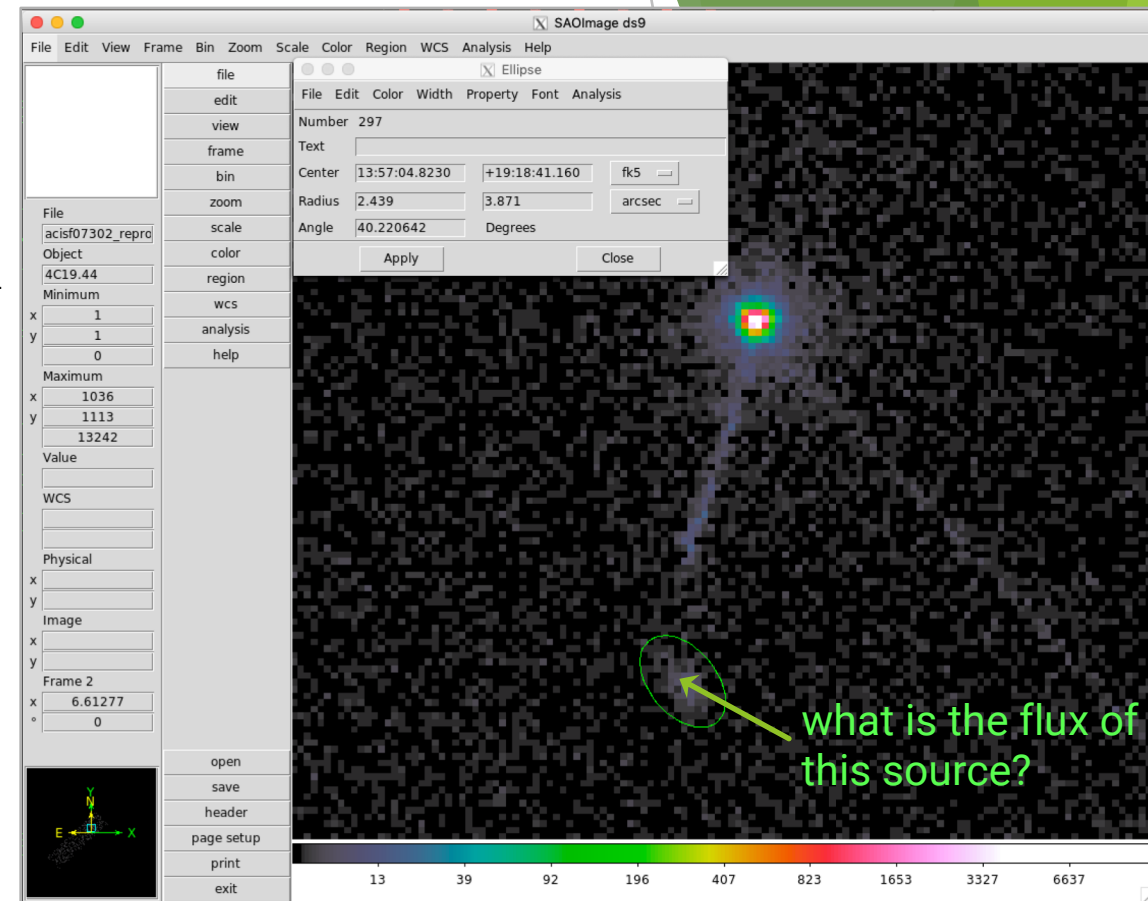 SAOImage ds9
File Edit View Frame Bin Zoom Scale Color Region WCS Analysis Help
file
edit
view
frame
bin
zoom
scale
color
region
wcs
analysis
help
File
acisf07302_repro
Object
4C19.44
Minimum
x 1
y 1
0
Maximum
x 1036
y 1113
13242
Value
WCS
Physical
x
y
Image
x
y
Frame 2
x 6.61277
° 0
open
save
header
page setup
print
exit
Y
N
E
X
Ellipse
File Edit Color Width Property Font Analysis
Number 297
Text
Center 13:57:04.8230 +19:18:41.160 fk5
Radius 2.439 3.871 arcsec
Angle 40.220642 Degrees
Apply Close
what is the flux of
this source?
13 39 92 196 407 823 1653 3327 6637